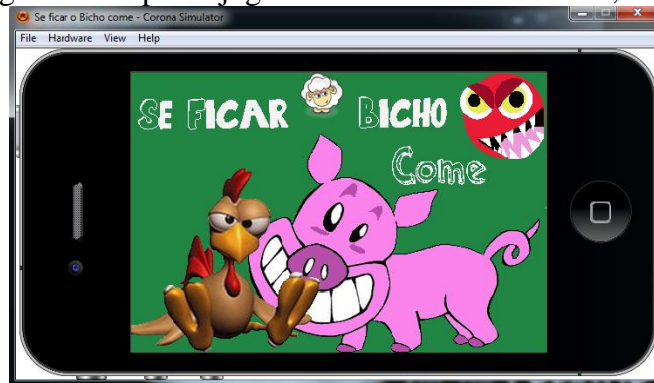 Se ficar o Bicho come - Corona Simulator
File Hardware View Help
SE FICAR BICHO
Come